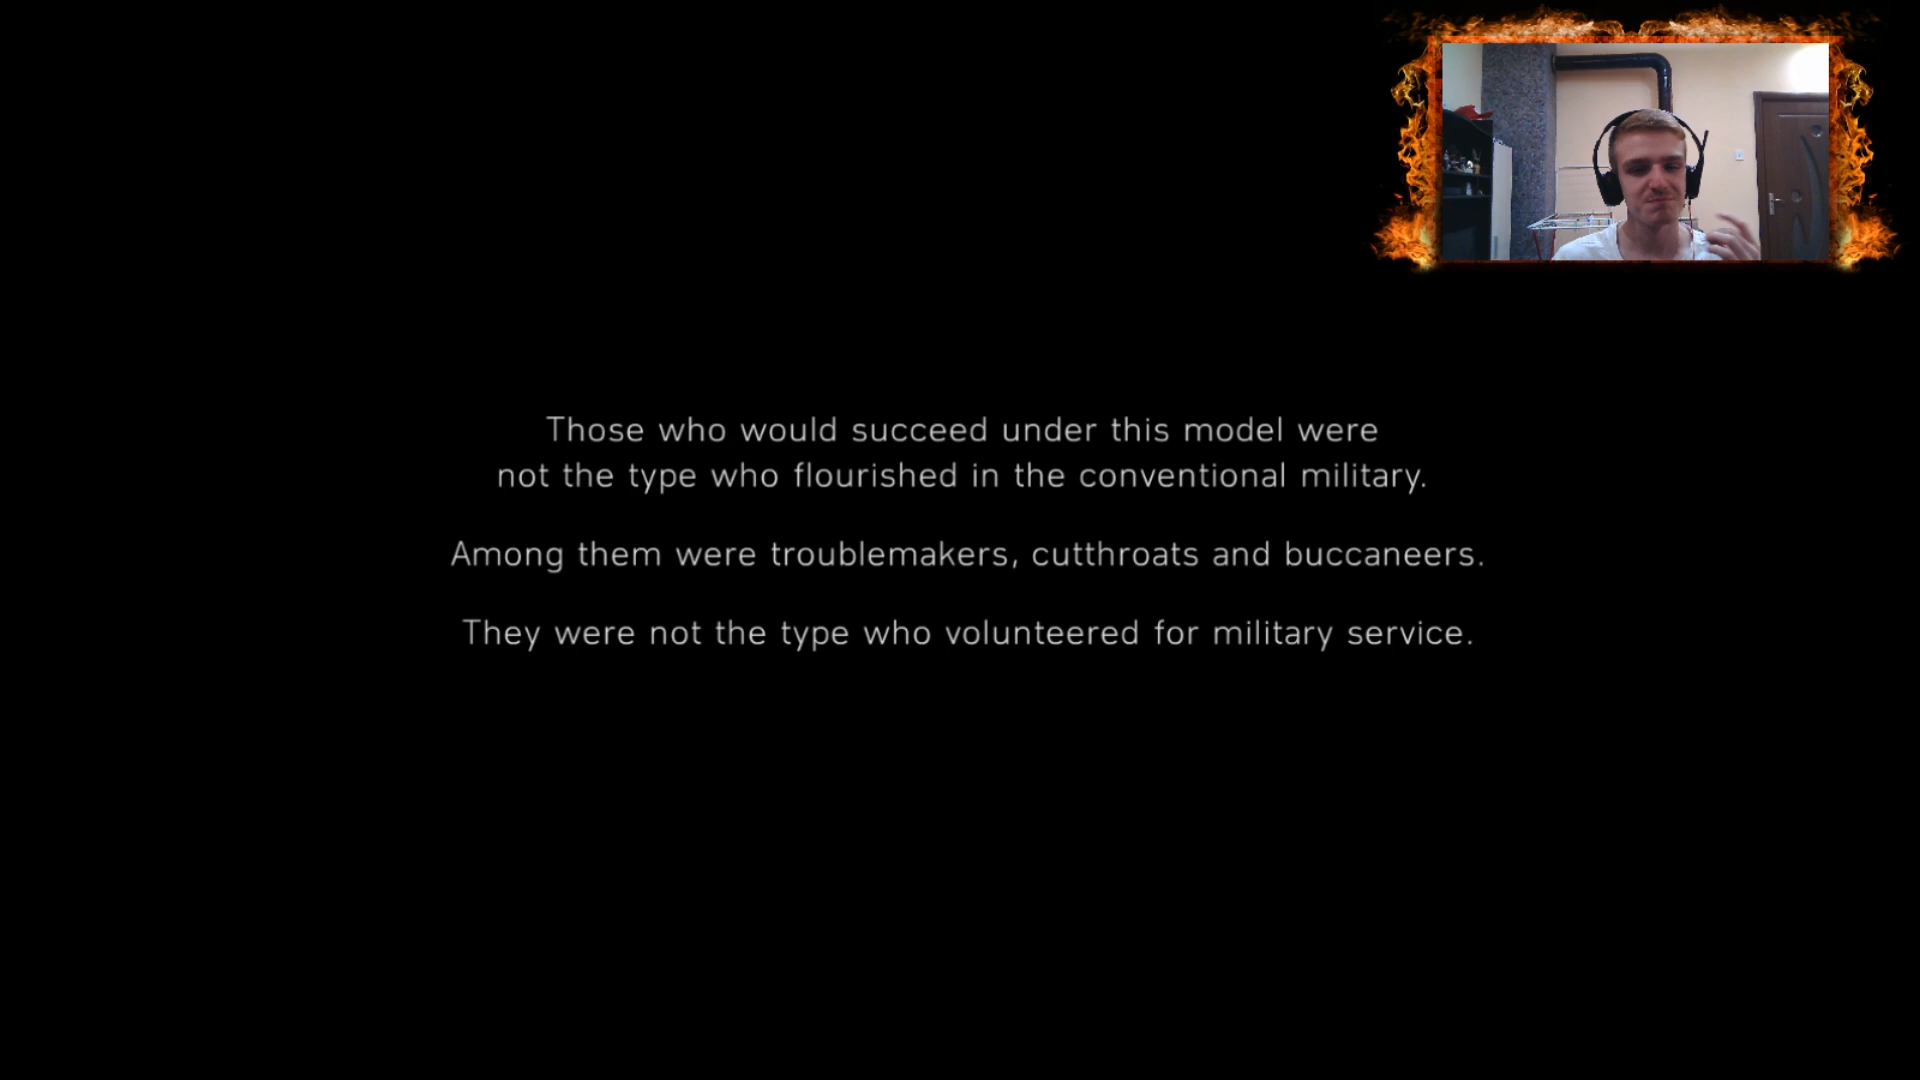 Those who would succeed under this model were
not the type who flourished in the conventional military.
Among them were troublemakers, cutthroats and buccaneers.
They were not the type who volunteered for military service.